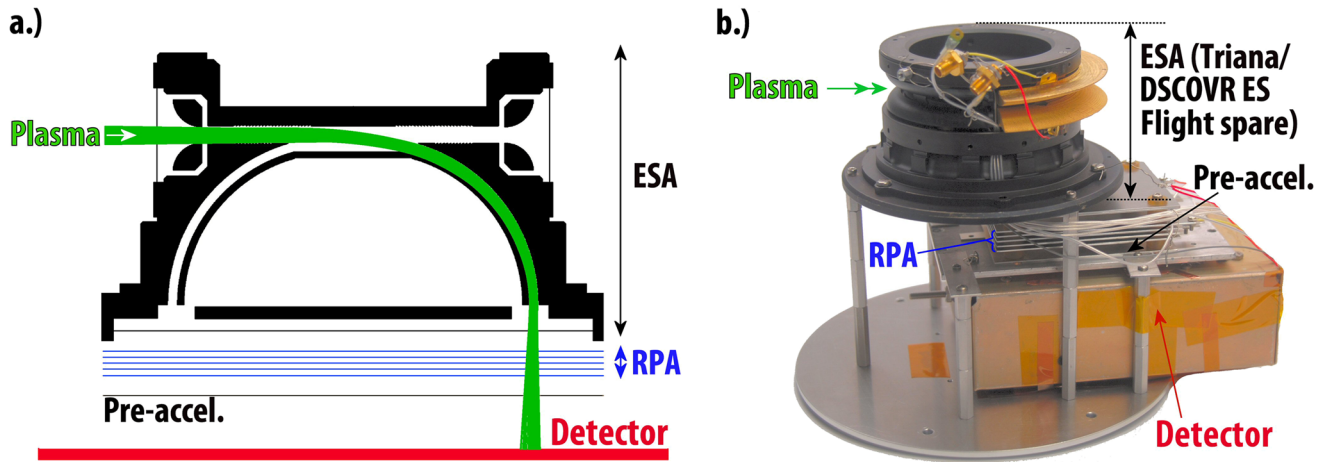 a.)
Plasma
ESA
RPA
Pre-accel.
Detector
b.)
Plasma
ESA (Triana/
DSCOVR ES
Flight spare)
Pre-accel.
RPA
Detector